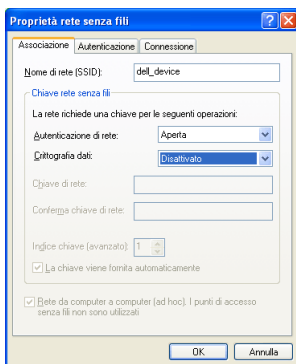 Proprietà rete senza fili
Associazione Autenticazione Connessione
Nome di rete (SSID): dell_device
Chiave rete senza fili
La rete richiede una chiave per le seguenti operazioni:
Autenticazione di rete: Aperta
Crittografia dati: Disattivato
Chiave di rete:
Conferma chiave di rete:
Indice chiave (avanzato): 1
La chiave viene fornita automaticamente
Rete da computer a computer (ad hoc). I punti di accesso
senza fili non sono utilizzati
OK Annulla